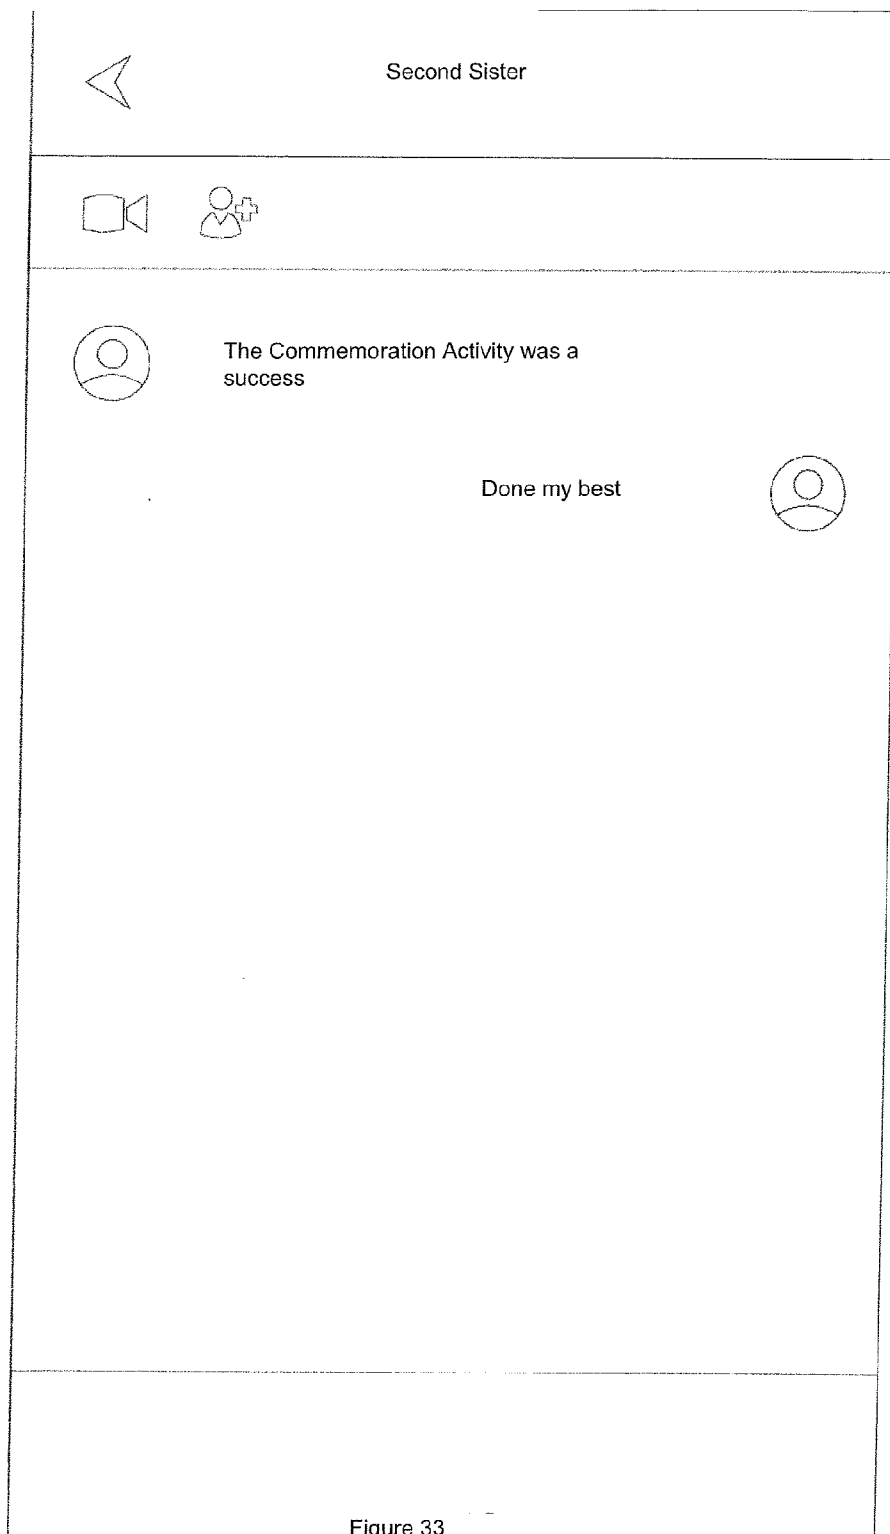 Second Sister
The Commemoration Activity was a
success
Done my best
Figure 33